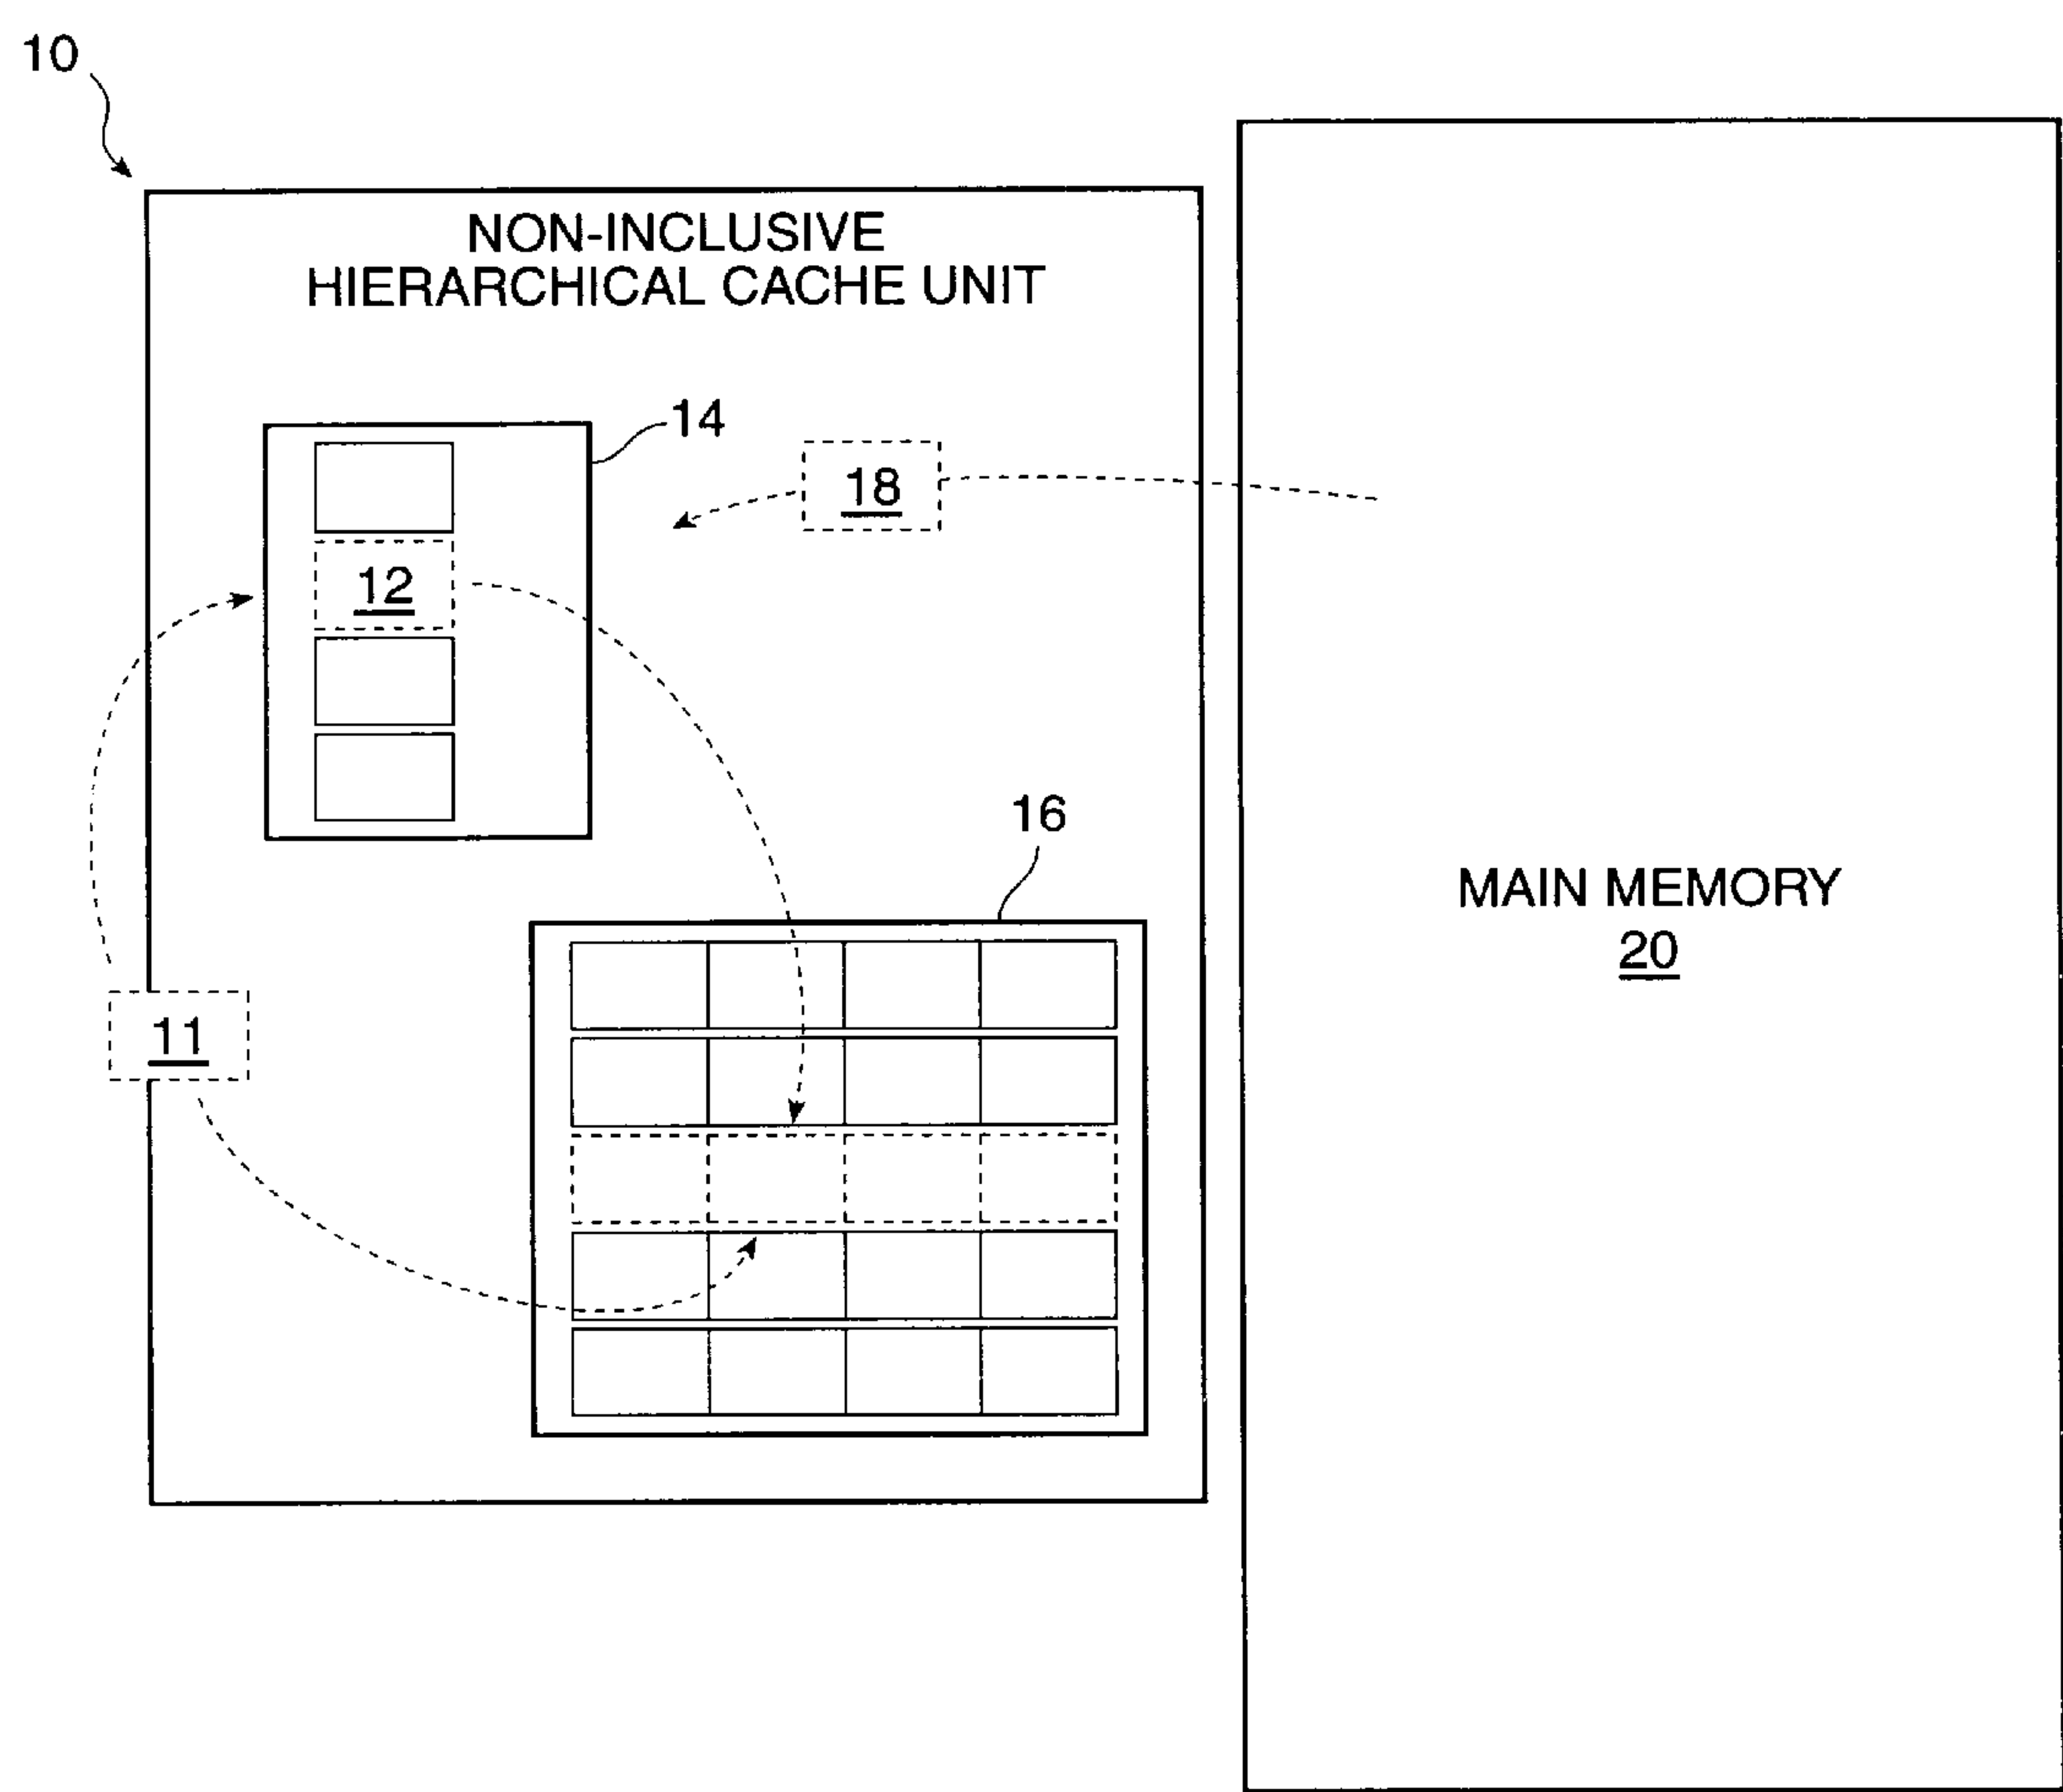 10
NON-INCLUSIVE
HIERARCHICAL CACHE UNIT
14
18
12
16
MAIN MEMORY
20
11